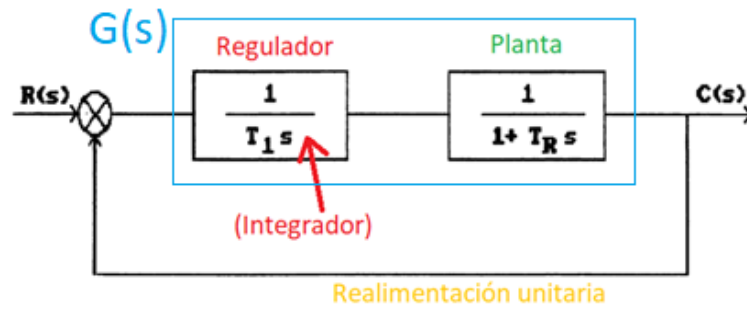 G(s)
Regulador
Planta
R(s)
1
T1 s
1
1+ TR s
C(s)
(Integrador)
Realimentación unitaria